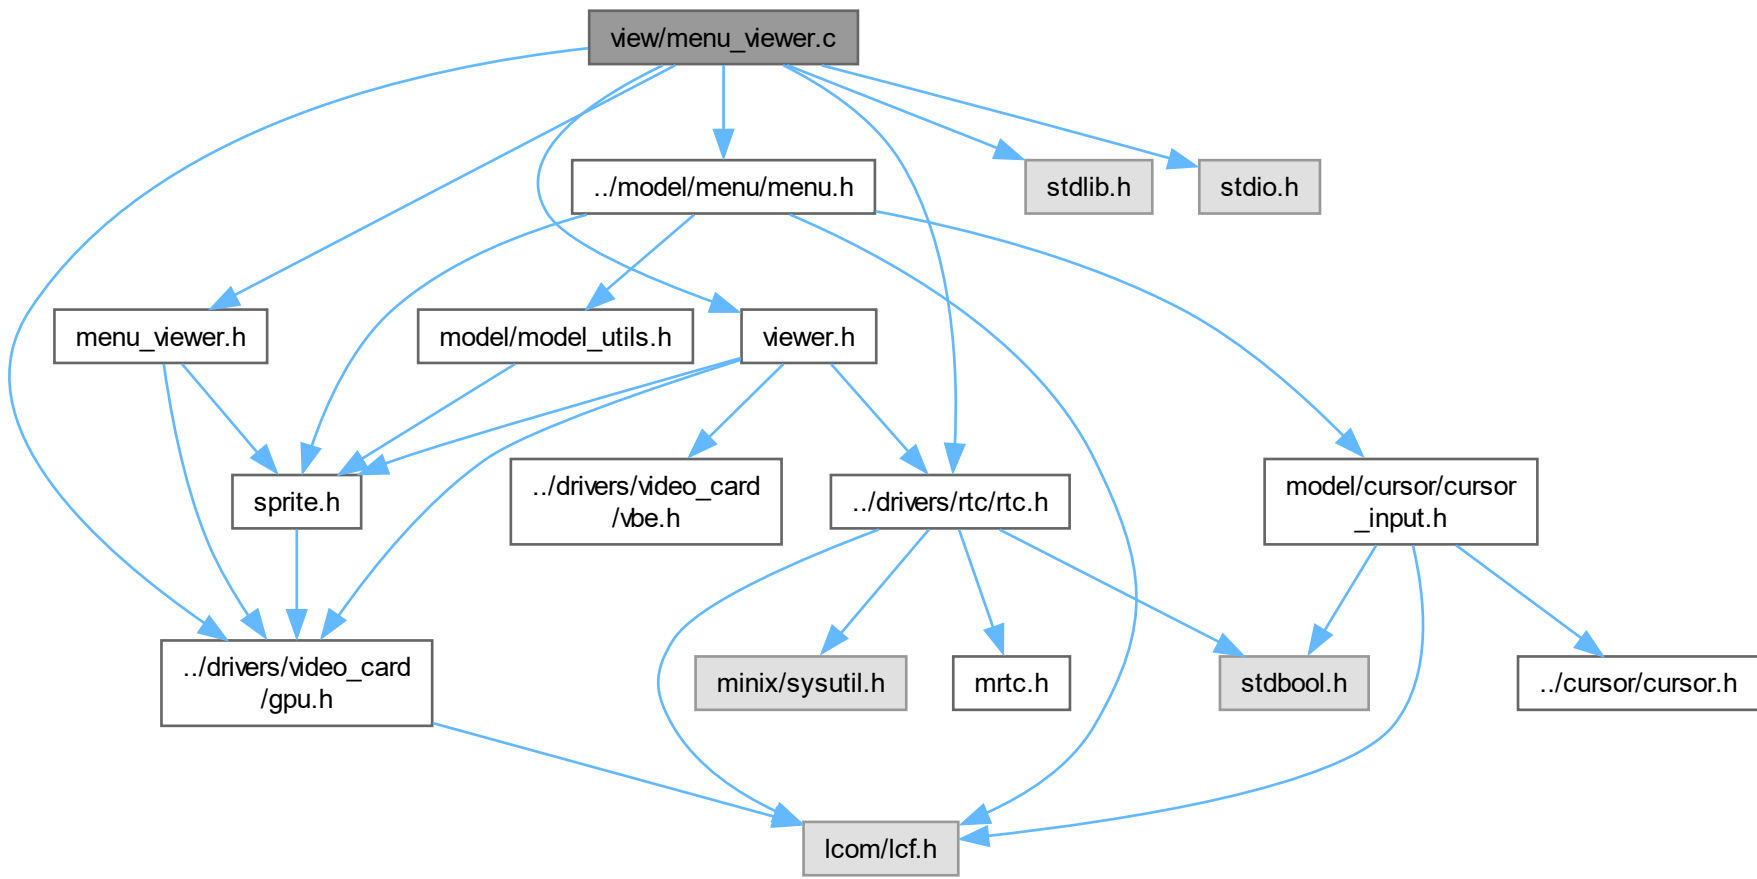 view/menu_viewer.c
../model/menu/menu.h
stdlib.h
stdio.h
menu_viewer.h
model/model_utils.h
viewer.h
sprite.h
../drivers/video_card
/vbe.h
../drivers/rtc/rtc.h
model/cursor/cursor
_input.h
../drivers/video_card
/gpu.h
minix/sysutil.h
mrtc.h
stdbool.h
../cursor/cursor.h
lcom/lcf.h